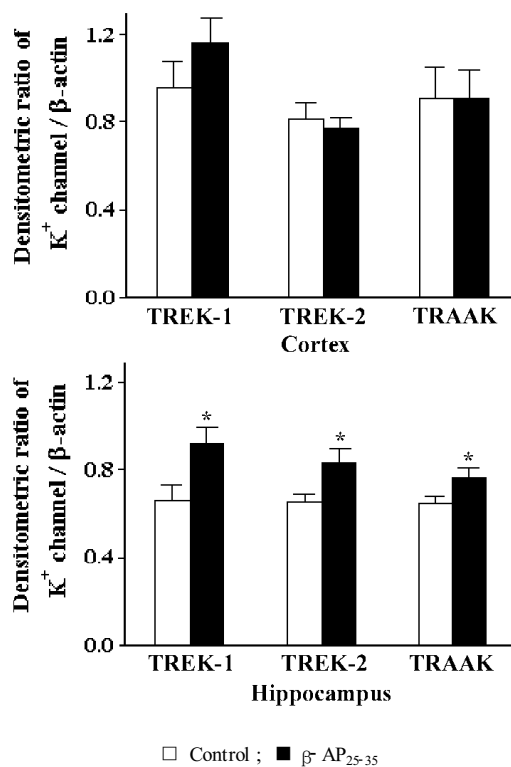 Densitometric ratio of
K+ channel / β-actin
1.2
0.8
0.4
0.0
TREK-1 TREK-2 TRAAK
Cortex
Densitometric ratio of
K+ channel / β-actin
1.2
0.8
0.4
0.0
* * *
TREK-1 TREK-2 TRAAK
Hippocampus
Control ; β- AP25-35